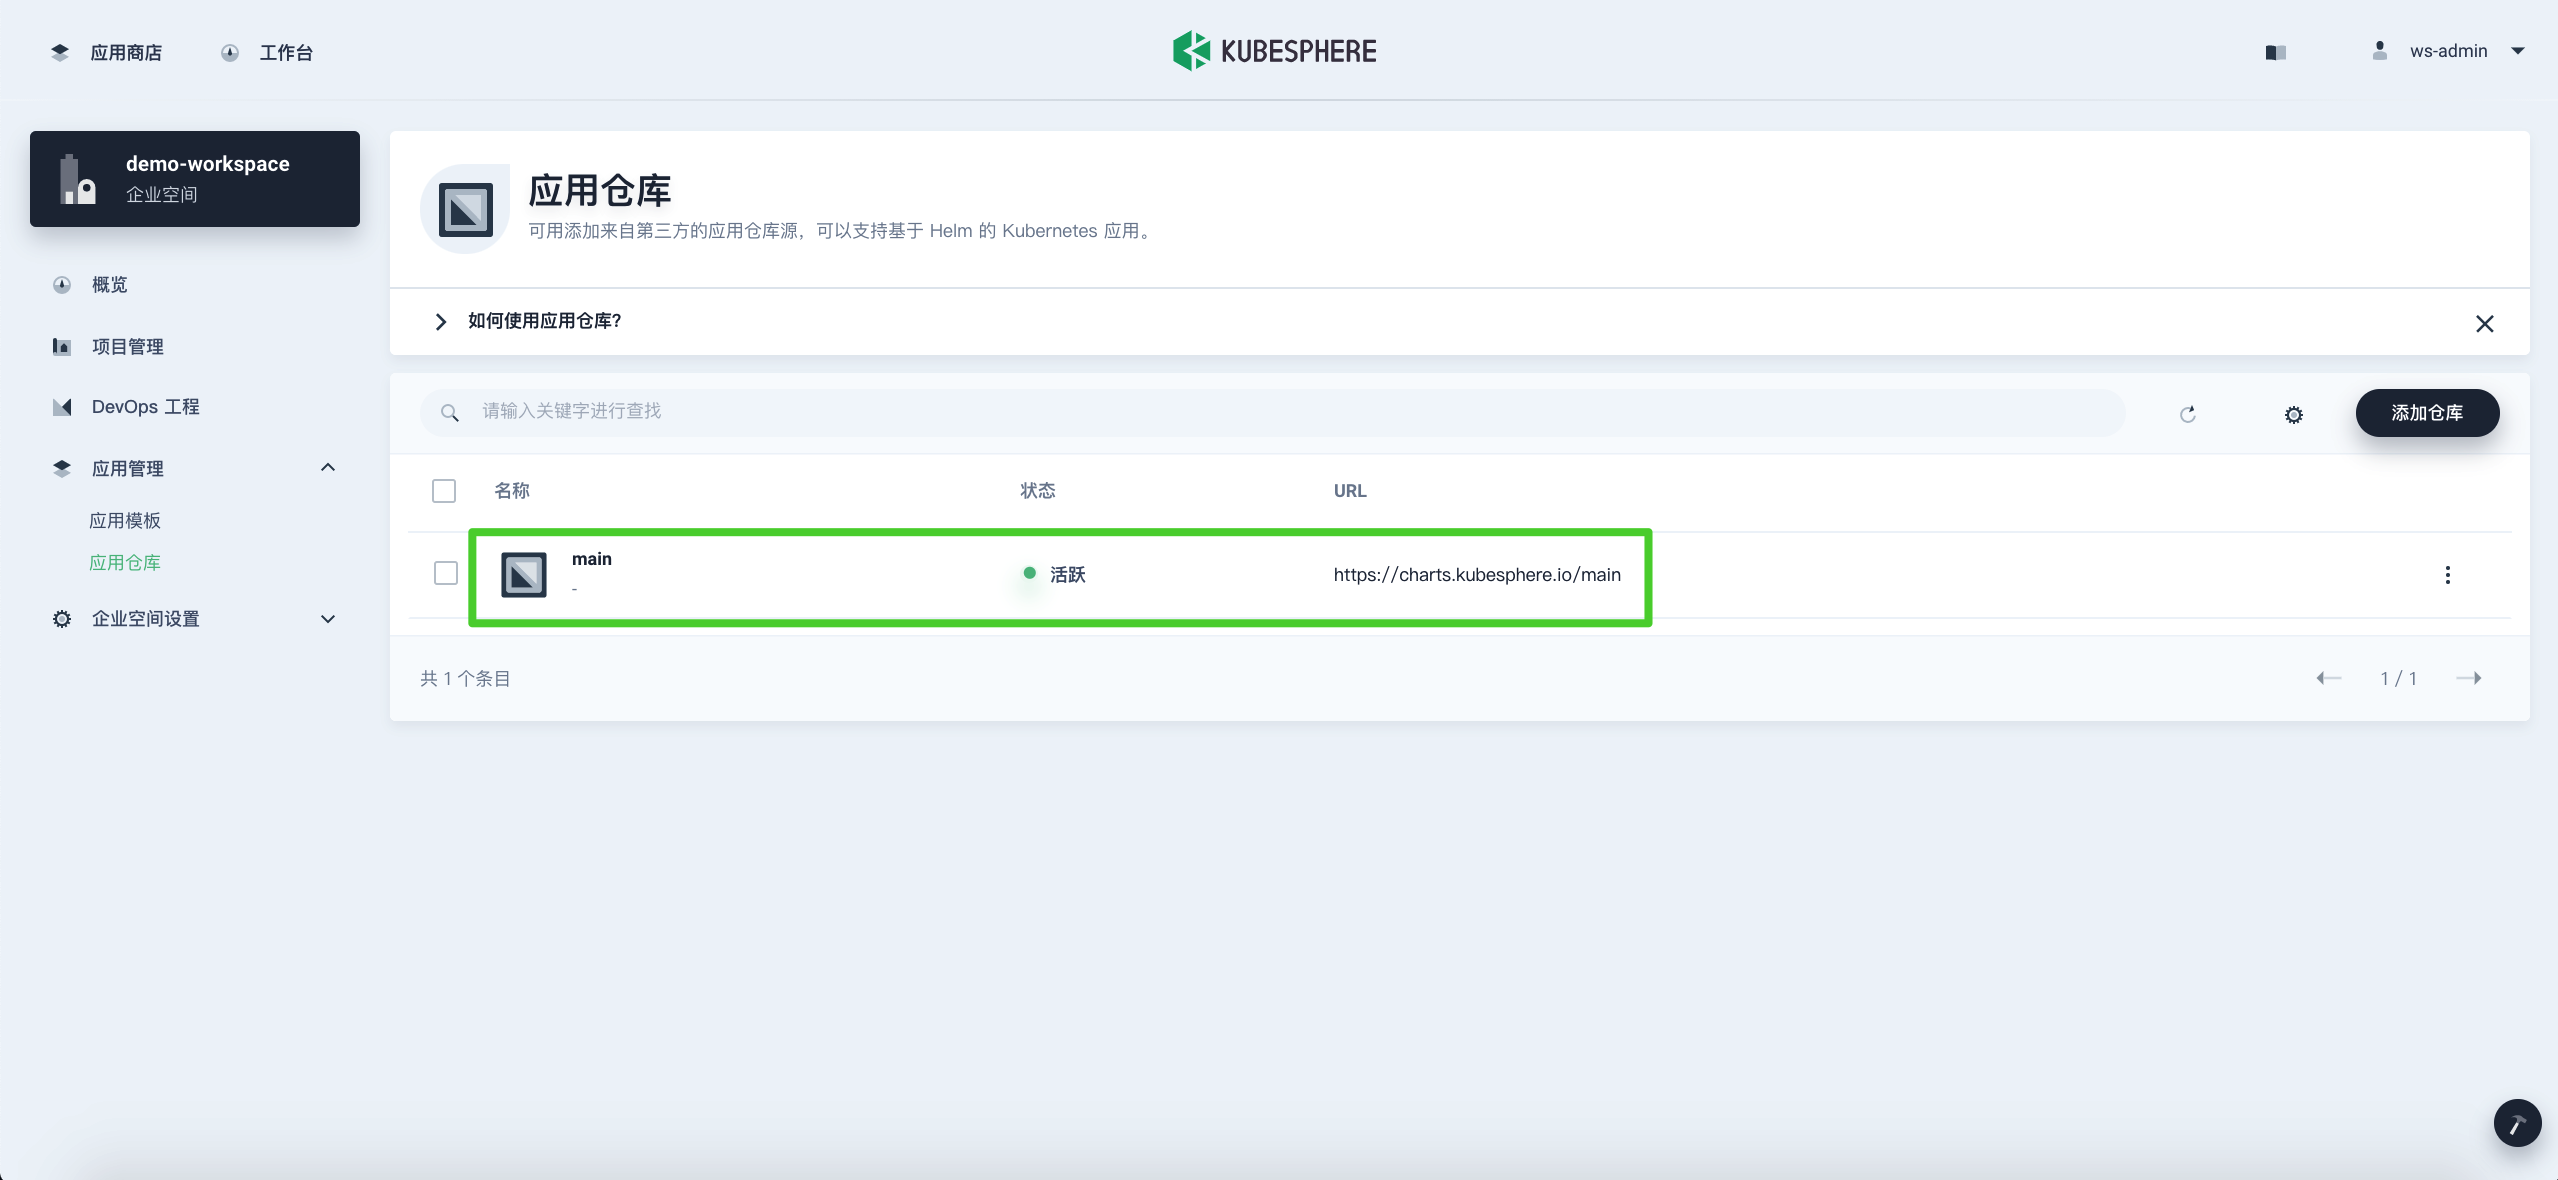 应用商店
工作台
KUBESPHERE
ws-admin
demo-workspace
企业空间
概览
项目管理
DevOps 工程
应用管理
应用模板
应用仓库
企业空间设置
应用仓库
可用添加来自第三方的应用仓库源，可以支持基于 Helm 的 Kubernetes 应用。
如何使用应用仓库?
请输入关键字进行查找
添加仓库
名称 状态 URL
main
-
活跃
https://charts.kubesphere.io/main
共 1 个条目
1 / 1